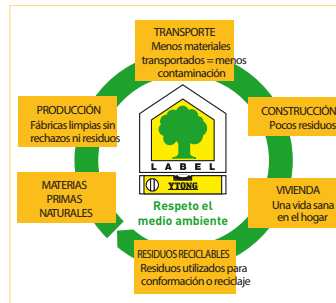 TRANSPORTE
Menos materiales
transportados = menos
contaminación
PRODUCCIÓN
Fábricas limpias sin
rechazos ni residuos
CONSTRUCCIÓN
Pocos residuos
LABEL
YTONG
MATERIAS
PRIMAS
NATURALES
Respeto el
medio ambiente
VIVIENDA
Una vida sana
en el hogar
RESIDUOS RECICLABLES
Residuos utilizados para
conformación o reciclaje